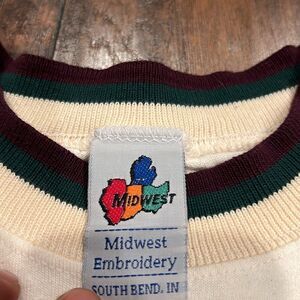 MIDWEST
Midwest
Embroidery
SOUTH BEND, IN